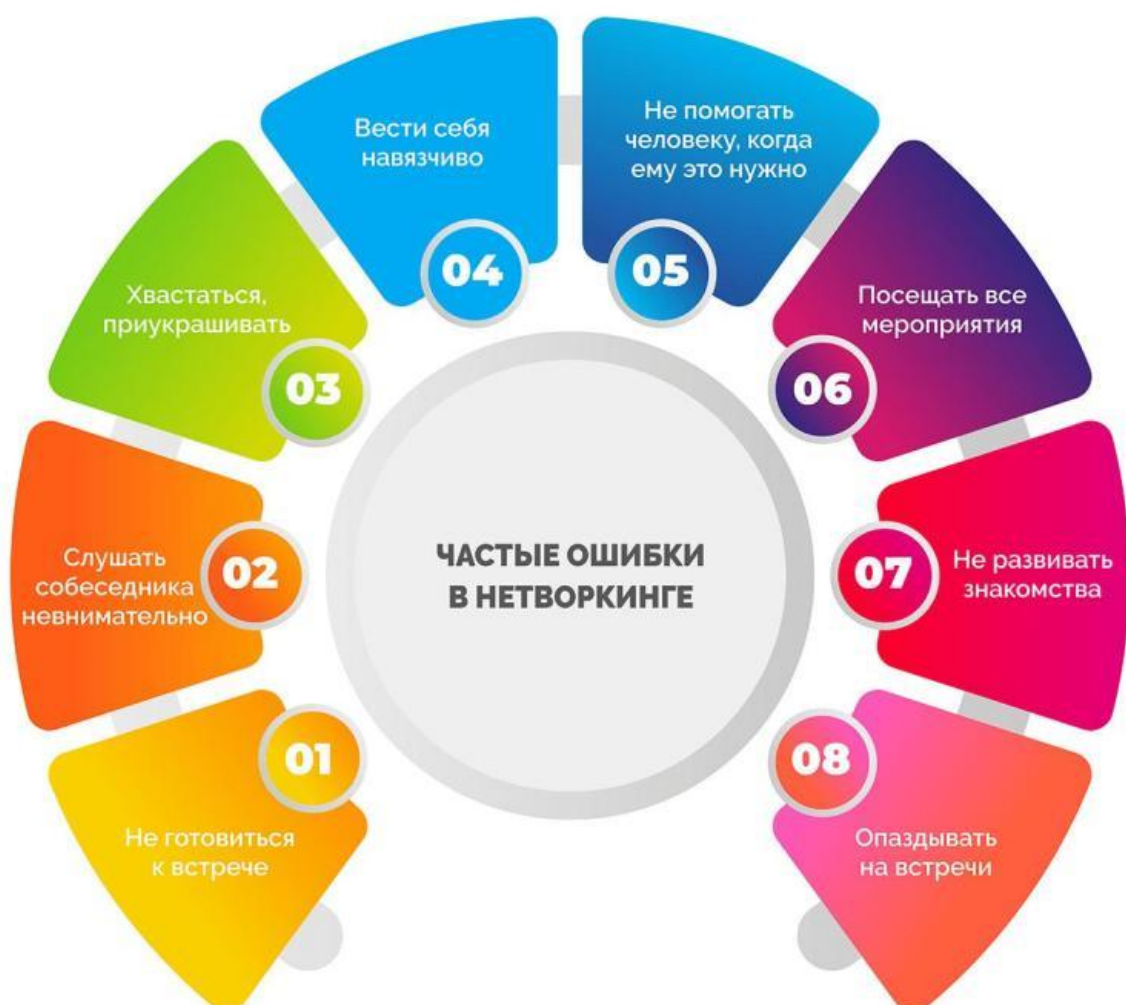 ЧАСТЫЕ ОШИБКИ
В НЕТВОРКИНГЕ
01
Не готовиться
к встрече
02
Слушать
собеседника
невнимательно
03
Хвастаться,
приукрашивать
04
Вести себя
навязчиво
05
Не помогать
человеку, когда
ему это нужно
06
Посещать все
мероприятия
07
Не развивать
знакомства
08
Опаздывать
на встречи